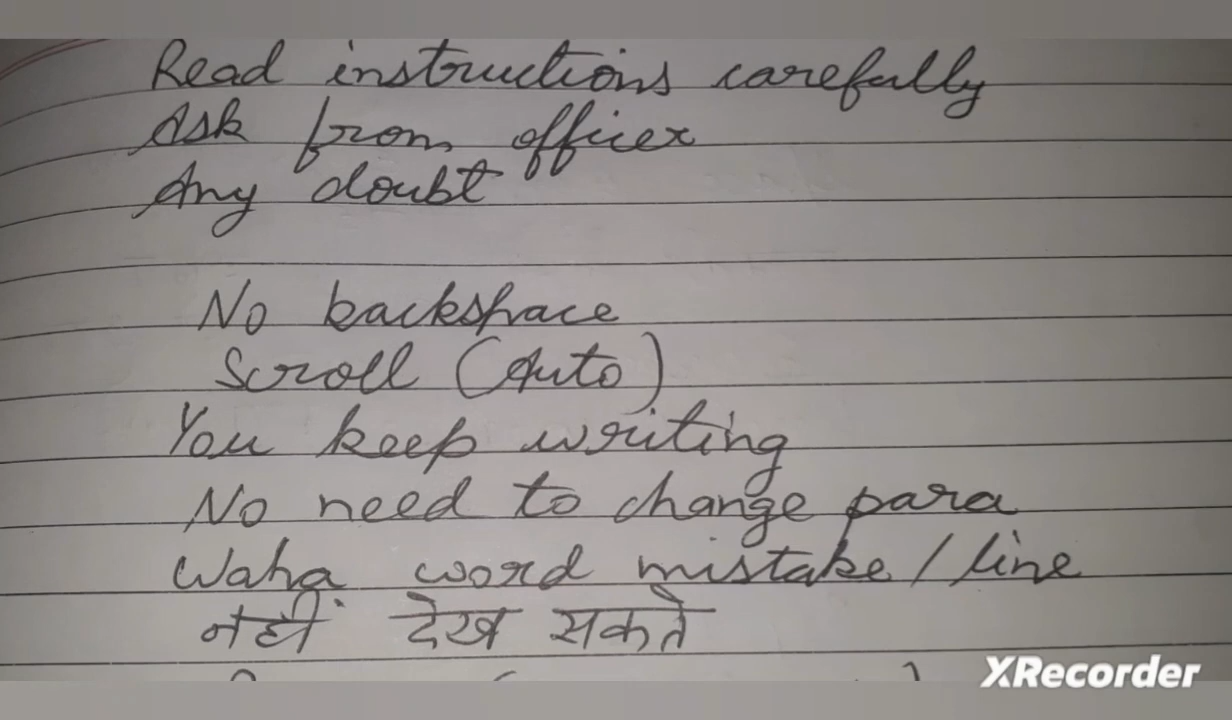 Read instructions carefully
Ask from officer
Any doubt
No backspace
Scroll (Auto)
You keep writing
No need to change para
Waha word mistake / line
नहीं देख सकते
XRecorder